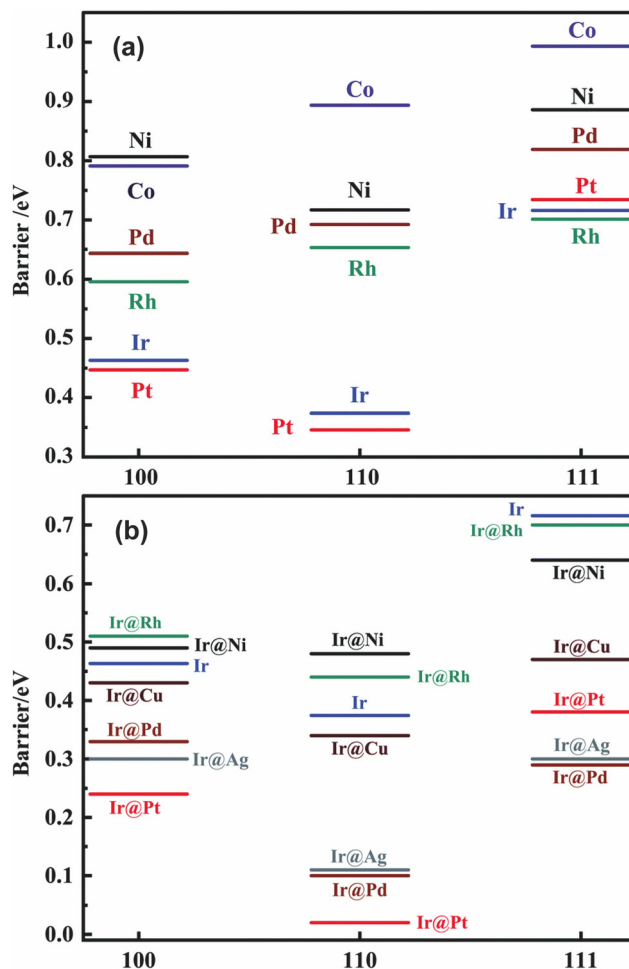 (a)
Barrier /eV
1.0
0.9
0.8
0.7
0.6
0.5
0.4
0.3
Ni
Co
Pd
Rh
Ir
Pt
Co
Ni
Pd
Rh
Ir
Pt
Co
Ni
Pd
Pt
Ir
Rh
100
110
111
(b)
Barrier/eV
0.7
0.6
0.5
0.4
0.3
0.2
0.1
0.0
Ir@Rh
Ir@Ni
Ir
Ir@Cu
Ir@Pd
Ir@Ag
Ir@Pt
Ir@Ni
Ir@Rh
Ir
Ir@Cu
Ir@Ag
Ir@Pd
Ir@Pt
Ir
Ir@Rh
Ir@Ni
Ir@Cu
Ir@Pt
Ir@Ag
Ir@Pd
100
110
111